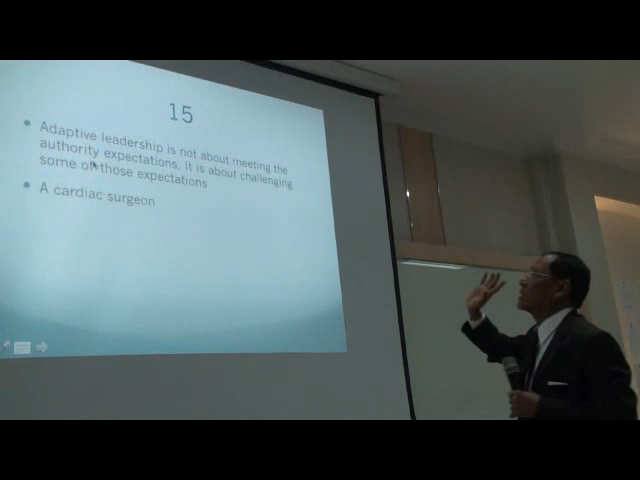 15
Adaptive leadership is not about meeting the
authority expectations. it is about challenging
some of those expectations
A cardiac surgeon